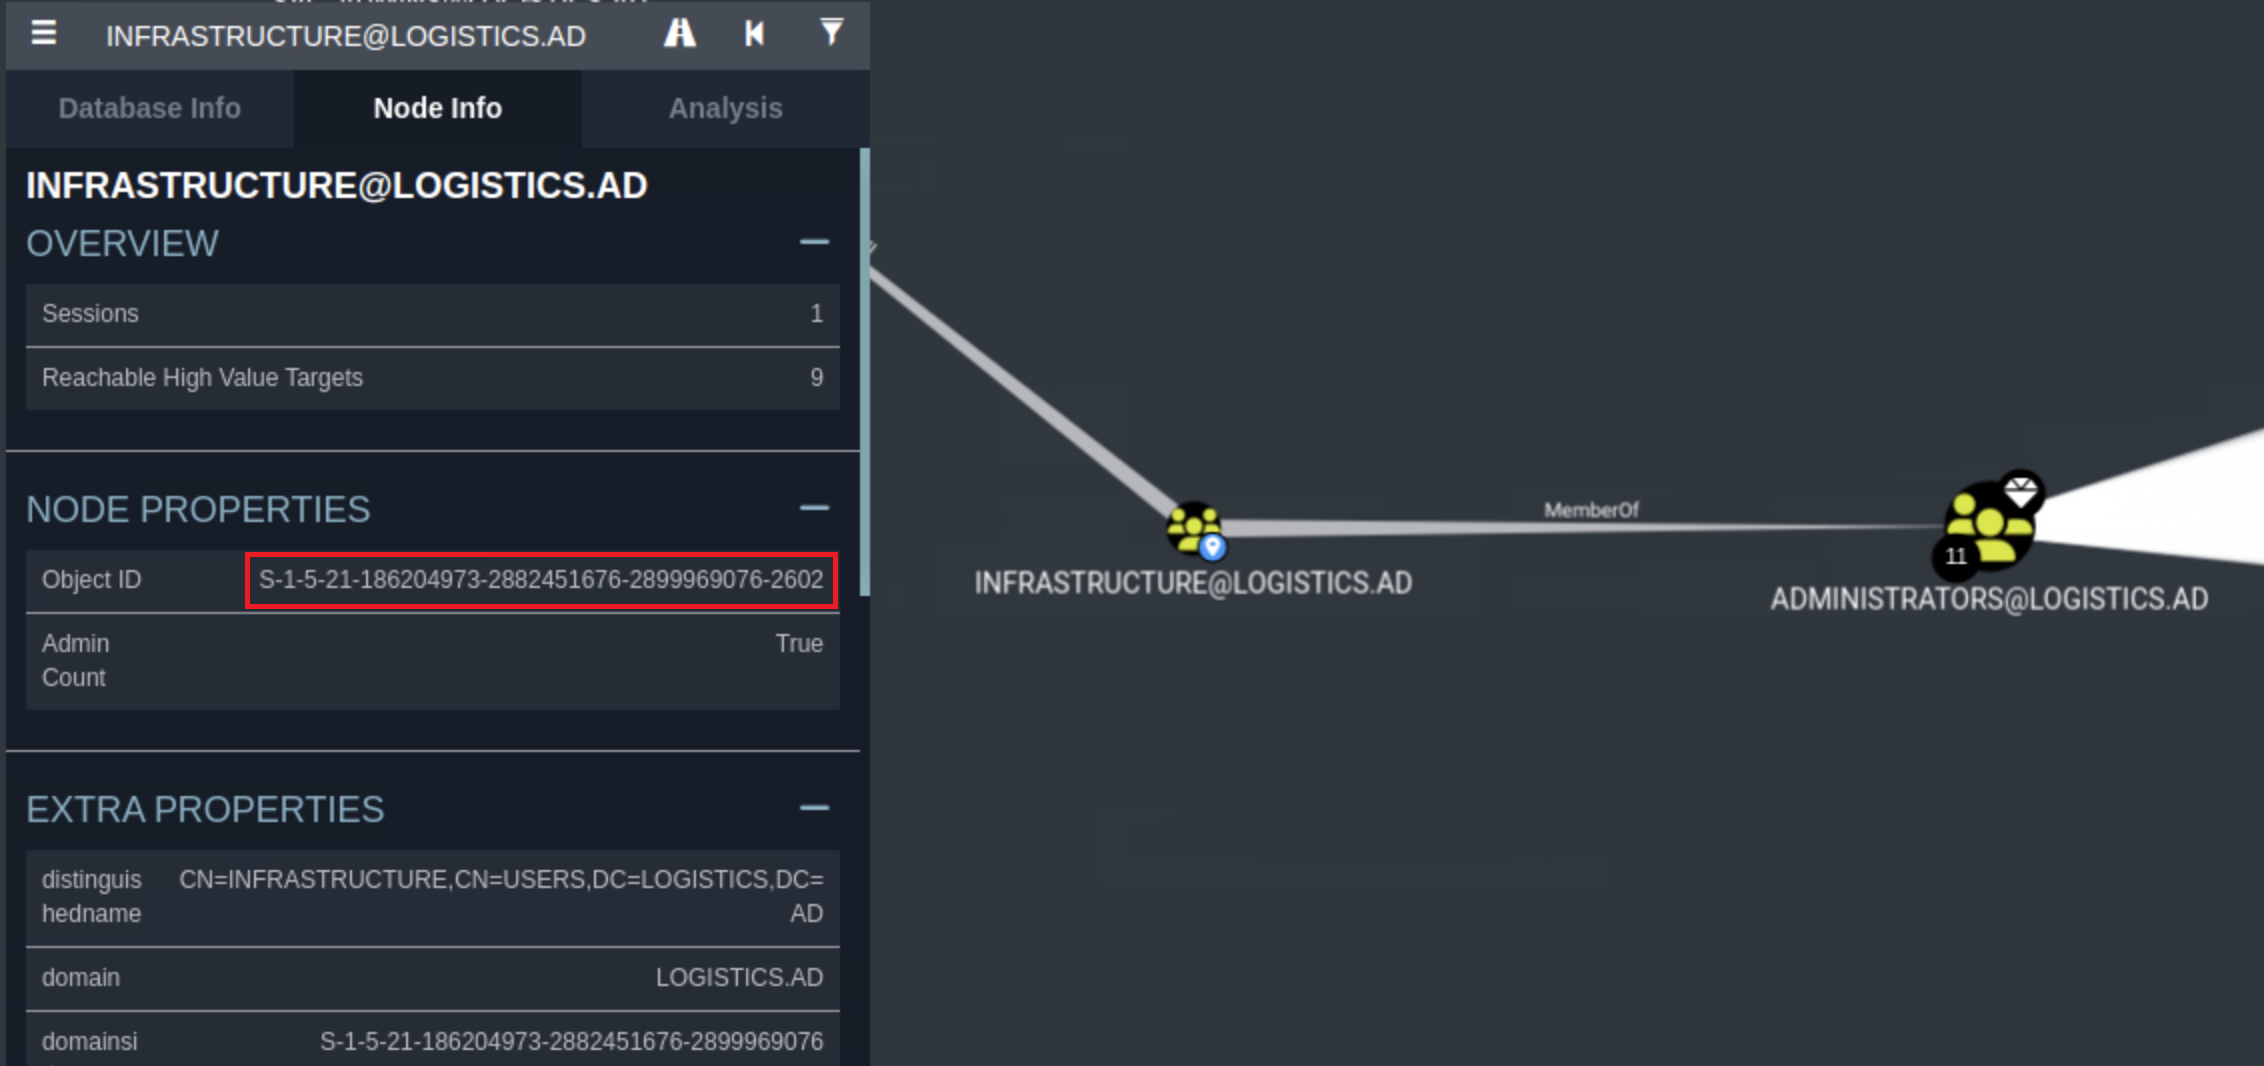 INFRASTRUCTURE@LOGISTICS.AD
Database Info
Node Info
Analysis
INFRASTRUCTURE@LOGISTICS.AD
OVERVIEW
Sessions 1
Reachable High Value Targets 9
NODE PROPERTIES
Object ID S-1-5-21-186204973-2882451676-2899969076-2602
Admin Count True
EXTRA PROPERTIES
distinguis CN=INFRASTRUCTURE,CN=USERS,DC=LOGISTICS,DC=
hedname AD
domain LOGISTICS.AD
domainsi S-1-5-21-186204973-2882451676-2899969076
MemberOf
11
INFRASTRUCTURE@LOGISTICS.AD
ADMINISTRATORS@LOGISTICS.AD